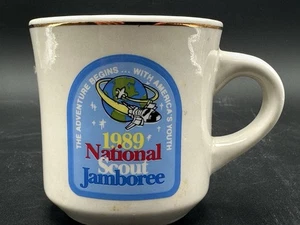 THE ADVENTURE BEGINS... WITH AMERICA'S YOUTH
1989
National
Scout
Jamboree